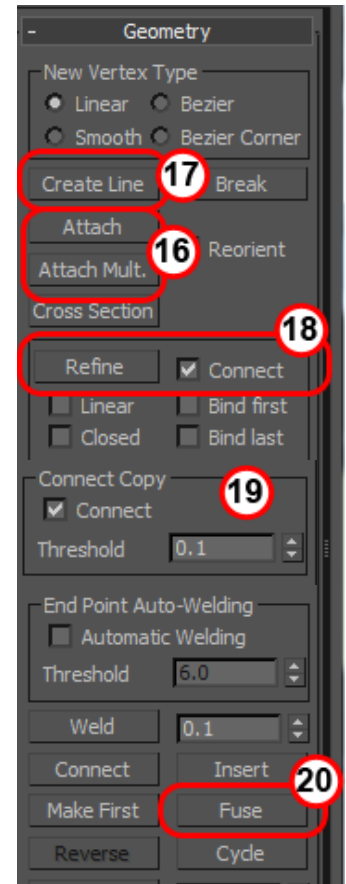 - Geometry
New Vertex Type
Linear Bezier
Smooth Bezier Corner
Create Line 17 Break
Attach
16 Reorient
Attach Mult.
Cross Section
18
Refine Connect
Linear Bind first
Closed Bind last
Connect Copy
19
Connect
Threshold 0.1
End Point Auto-Welding
Automatic Welding
Threshold 6.0
Weld 0.1
Connect Insert
20
Make First Fuse
Reverse Cycle